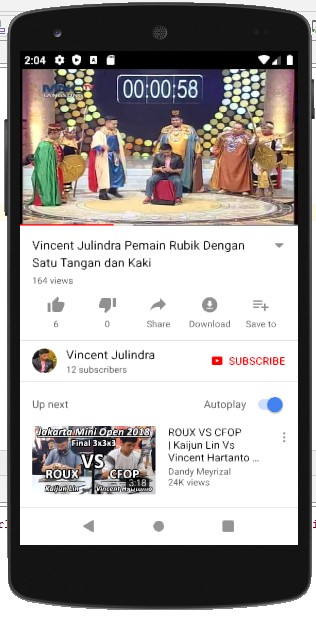 2:04
00:00:58
Vincent Julindra Pemain Rubik Dengan
Satu Tangan dan Kaki
164 views
6
0
Share
Download
Save to
Vincent Julindra
12 subscribers
SUBSCRIBE
Up next
Autoplay
Jakarta Mini Open 2018
Final 3x3x3
VS
ROUX
CFOP
Kaijun Lin
3:18
ROUX VS CFOP
| Kaijun Lin Vs
Vincent Hartanto ...
Dandy Meyrizal
24K views